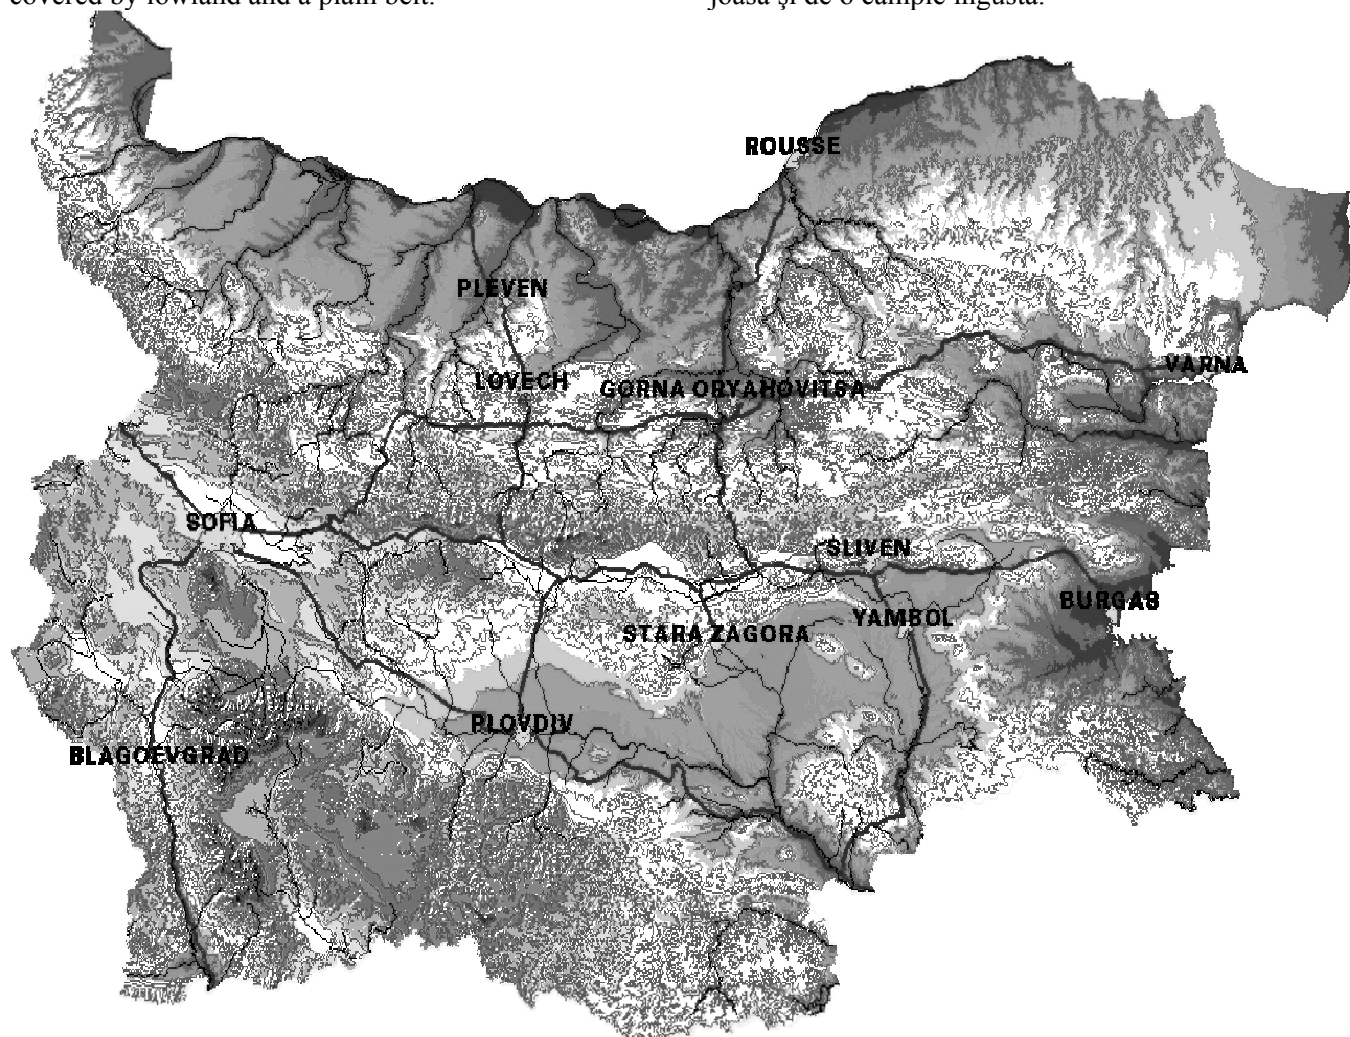 covered by lowland and a plain belt.
joasă şi de o câmpie îngustă.
ROUSSE
PLEVEN
LOVECH
GORNA ORYAHOVITSA
VARNA
SOFIA
SLIVEN
BURGAS
YAMBOL
STARA ZAGORA
PLOVDIV
BLAGOEVGRAD